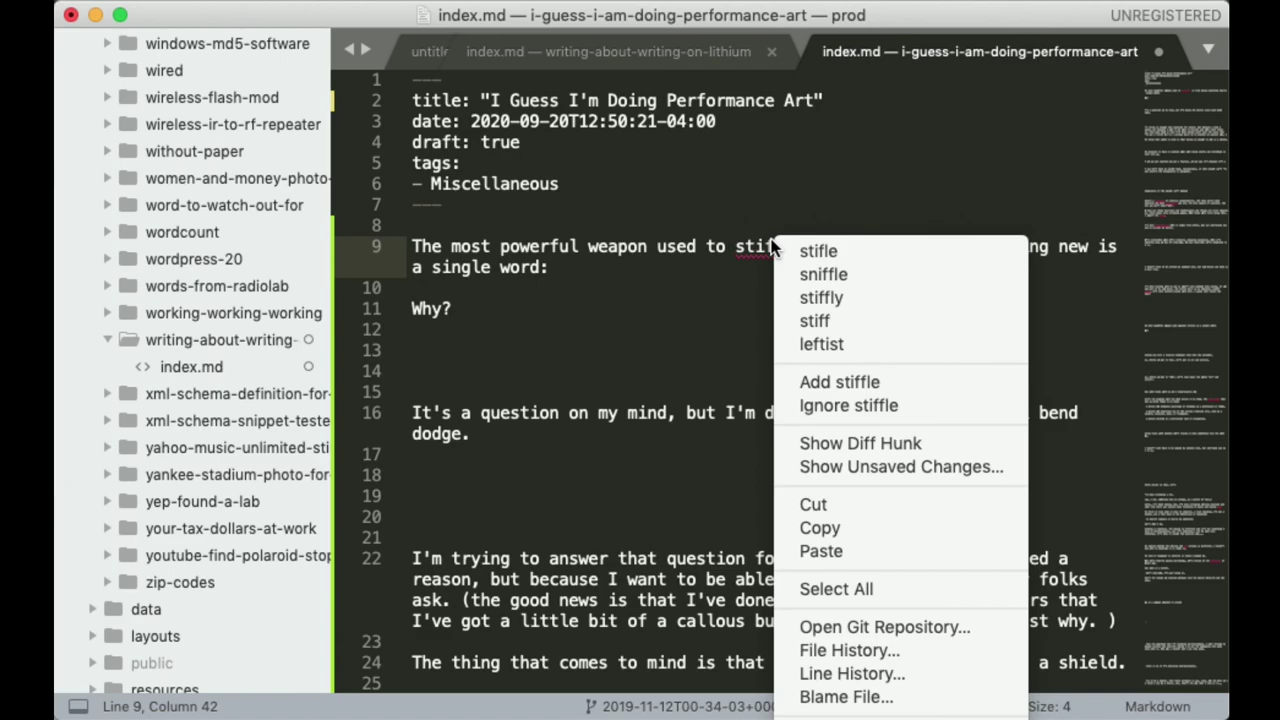 index.md — i-guess-i-am-doing-performance-art — prod
UNREGISTERED
untitle
index.md — writing-about-writing-on-lithium
index.md — i-guess-i-am-doing-performance-art
windows-md5-software
wired
wireless-flash-mod
wireless-ir-to-rf-repeater
without-paper
women-and-money-photo-
word-to-watch-out-for
wordcount
wordpress-20
words-from-radiolab
working-working-working
writing-about-writing-
<> index.md
xml-schema-definition-for-
xml-schema-snippet-teste
yahoo-music-unlimited-sti
yankee-stadium-photo-for-
yep-found-a-lab
your-tax-dollars-at-work
youtube-find-polaroid-stop
zip-codes
data
layouts
public
resources
1 ---
2 title: "I Guess I'm Doing Performance Art"
3 date: 2020-09-20T12:50:21-04:00
4 draft: true
5 tags:
6 - Miscellaneous
7 ---
8
9 The most powerful weapon used to stif ng new is
a single word:
10
11 Why?
12
13
14
15
16 It's a question on my mind, but I'm d bend
dodge.
17
18
19
20
21
22 I'm trying to answer that question fo ed a
reason, but because I want to be able folks
ask. (the good news is that I've done rs that
I've got a little bit of a callous bu st why. )
23
24 The thing that comes to mind is that a shield.
25
stifle
sniffle
stiffly
stiff
leftist
Add stiffle
Ignore stiffle
Show Diff Hunk
Show Unsaved Changes...
Cut
Copy
Paste
Select All
Open Git Repository...
File History...
Line History...
Blame File...
Line 9, Column 42
2019-11-12T00-34-03+000
Size: 4
Markdown